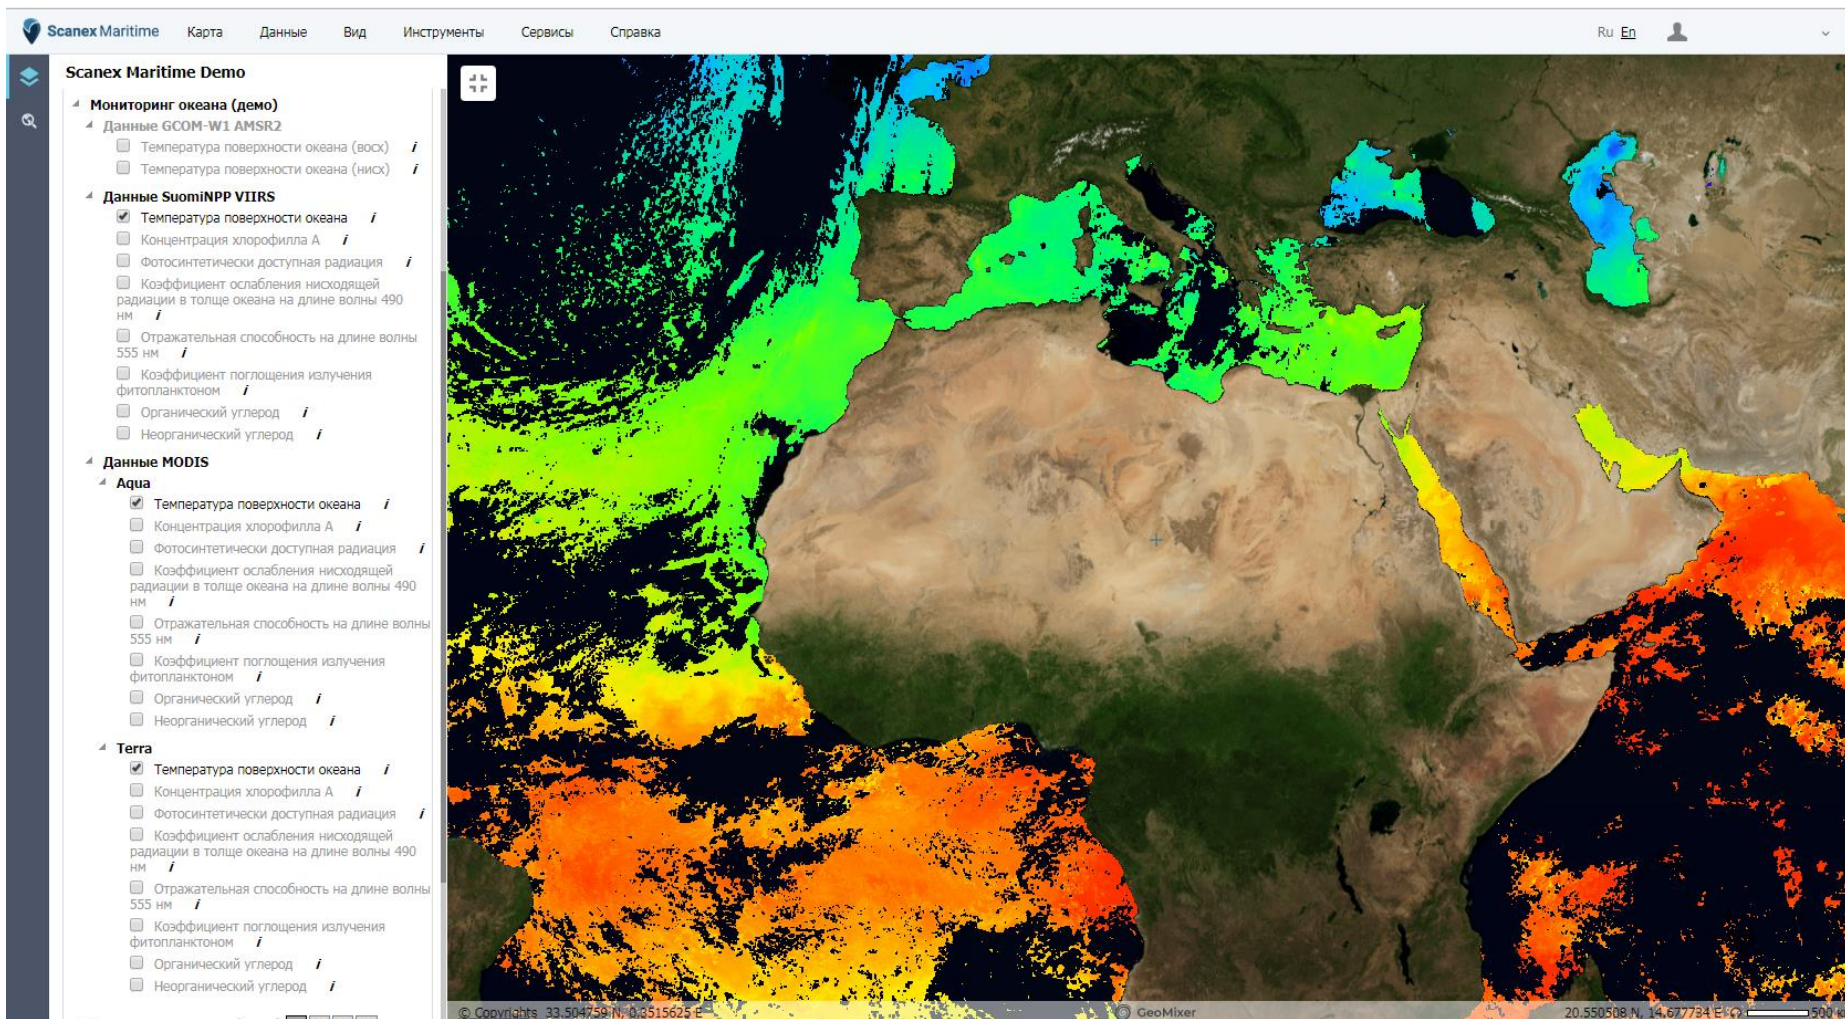 Scanex Maritime Карта Данные Вид Инструменты Сервисы Справка Ru En
Scanex Maritime Demo
Мониторинг океана (демо)
Данные GCOM-W1 AMSR2
Температура поверхности океана (восх) i
Температура поверхности океана (нисх) i
Данные SuomiNPP VIIRS
Температура поверхности океана i
Концентрация хлорофилла А i
Фотосинтетически доступная радиация i
Коэффициент ослабления нисходящей
радиации в толще океана на длине волны 490
нм i
Отражательная способность на длине волны
555 нм i
Коэффициент поглощения излучения
фитопланктоном i
Органический углерод i
Неорганический углерод i
Данные MODIS
Aqua
Температура поверхности океана i
Концентрация хлорофилла А i
Фотосинтетически доступная радиация i
Коэффициент ослабления нисходящей
радиации в толще океана на длине волны 490
нм i
Отражательная способность на длине волны
555 нм i
Коэффициент поглощения излучения
фитопланктоном i
Органический углерод i
Неорганический углерод i
Terra
Температура поверхности океана i
Концентрация хлорофилла А i
Фотосинтетически доступная радиация i
Коэффициент ослабления нисходящей
радиации в толще океана на длине волны 490
нм i
Отражательная способность на длине волны
555 нм i
Коэффициент поглощения излучения
фитопланктоном i
Органический углерод i
Неорганический углерод i
© Copyrights 33.504759 N, 0.3515625 E GeoMixer 20.550508 N, 14.677734 E 500